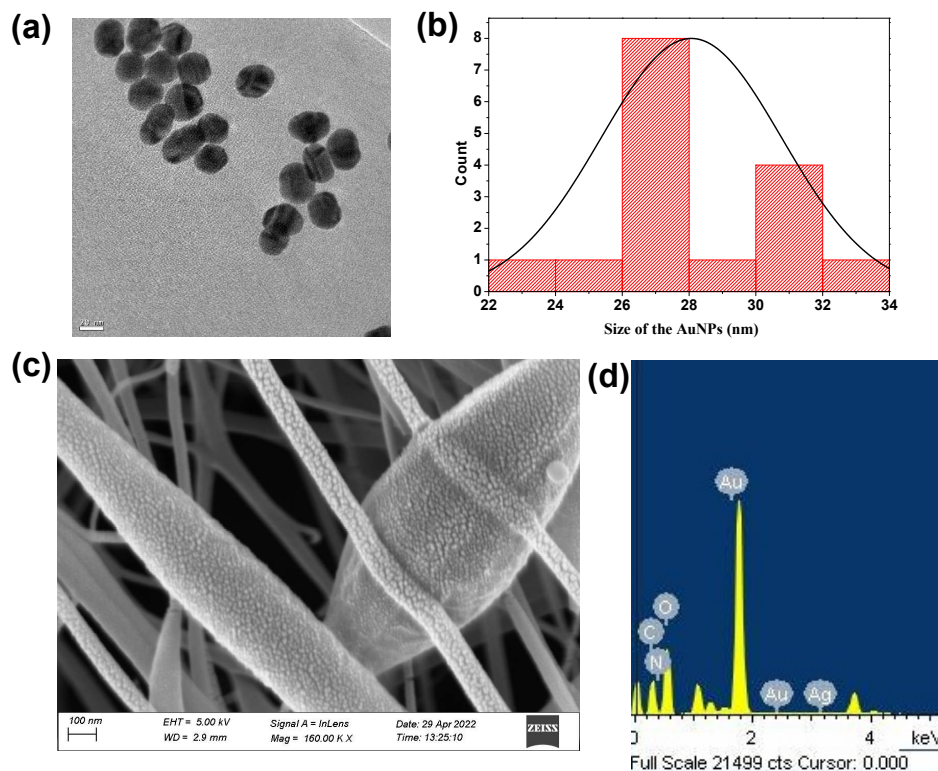 (a)
20 nm
(b)
Count
8
7
6
5
4
3
2
1
0
22 24 26 28 30 32 34
Size of the AuNPs (nm)
(c)
100 nm
EHT = 5.00 kV
WD = 2.9 mm
Signal A = InLens
Mag = 160.00 K X
Date: 29 Apr 2022
Time: 13:25:10
ZEISS
(d)
Au
O
C
N
Au
Ag
0 2 4 keV
Full Scale 21499 cts Cursor: 0.000